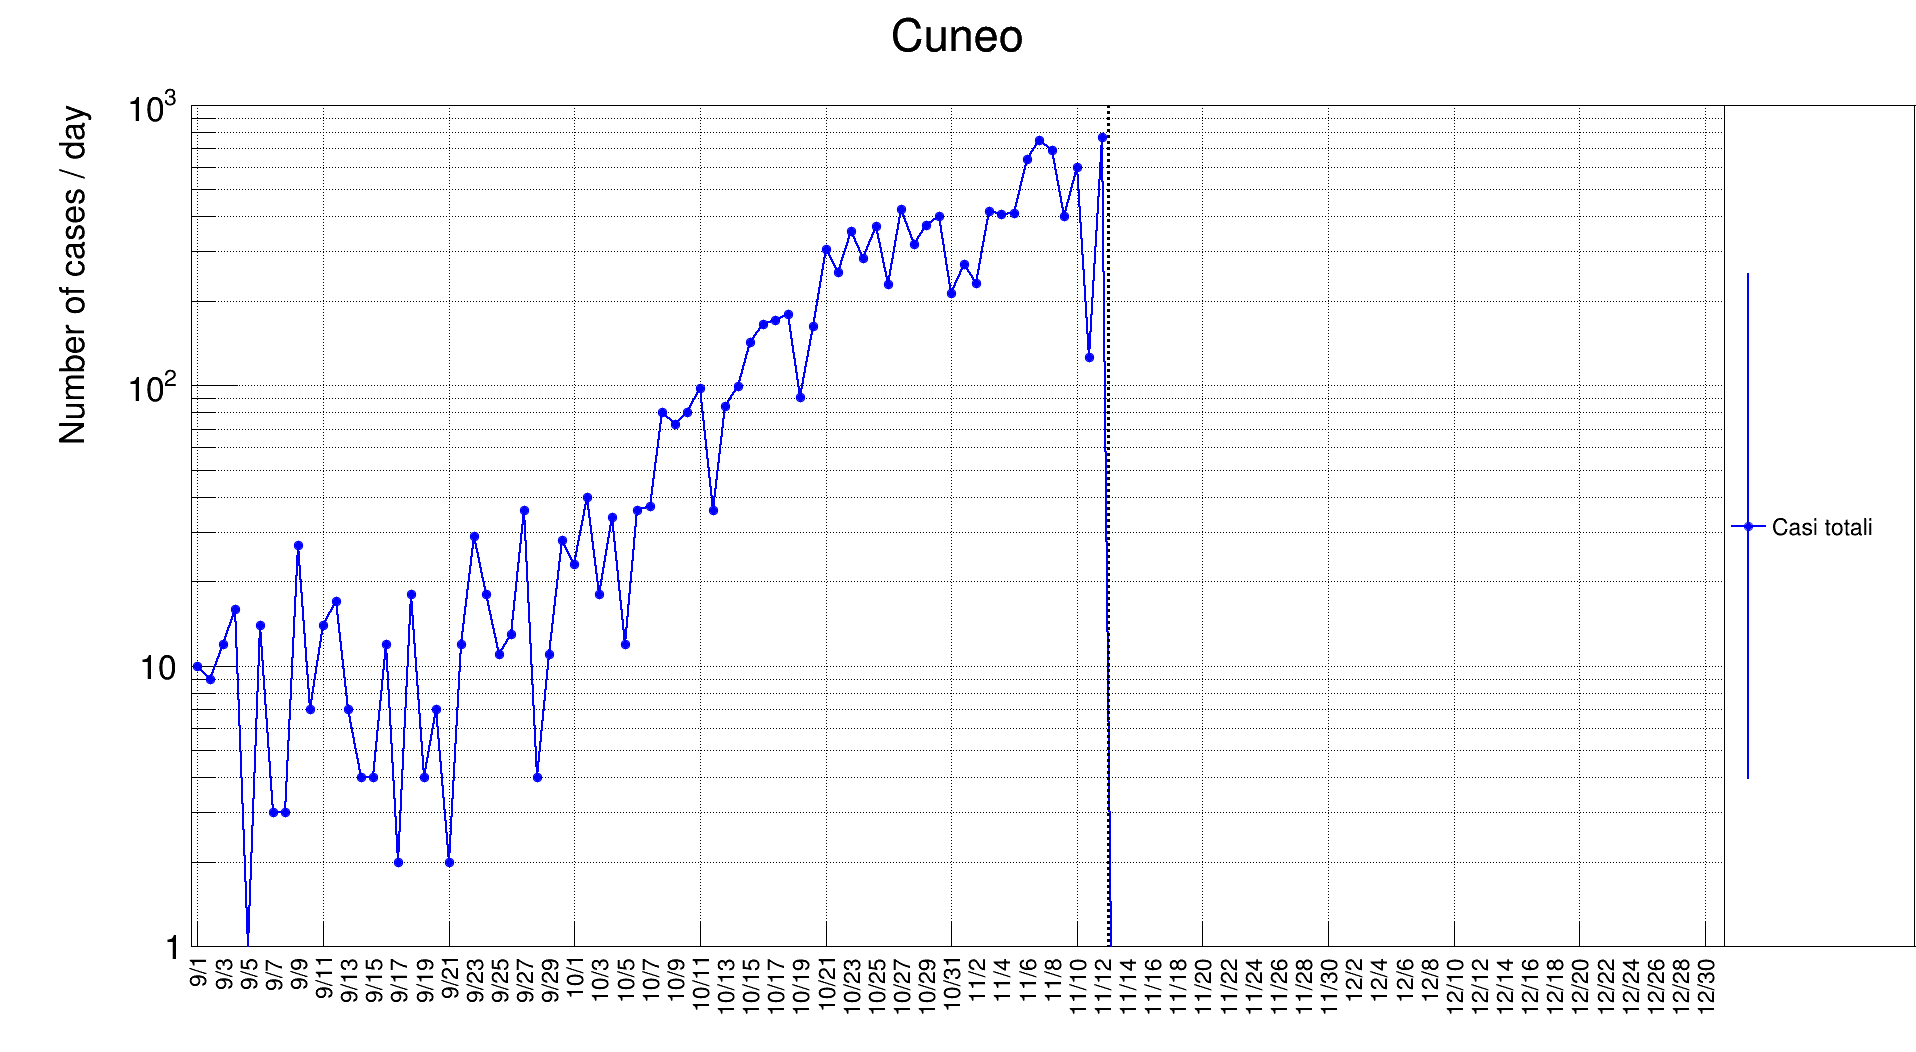 Cuneo
Number of cases / day
10³
10²
10
1
9/1 9/3 9/5 9/7 9/9 9/11 9/13 9/15 9/17 9/19 9/21 9/23 9/25 9/27 9/29 10/1 10/3 10/5 10/7 10/9 10/11 10/13 10/15 10/17 10/19 10/21 10/23 10/25 10/27 10/29 10/31 11/2 11/4 11/6 11/8 11/10 11/12 11/14 11/16 11/18 11/20 11/22 11/24 11/26 11/28 11/30 12/2 12/4 12/6 12/8 12/10 12/12 12/14 12/16 12/18 12/20 12/22 12/24 12/26 12/28 12/30
Casi totali